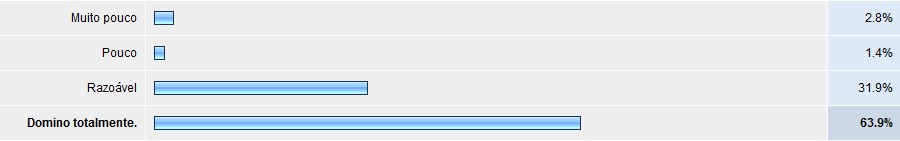 Muito pouco 2.8%
Pouco 1.4%
Razoável 31.9%
Domino totalmente. 63.9%